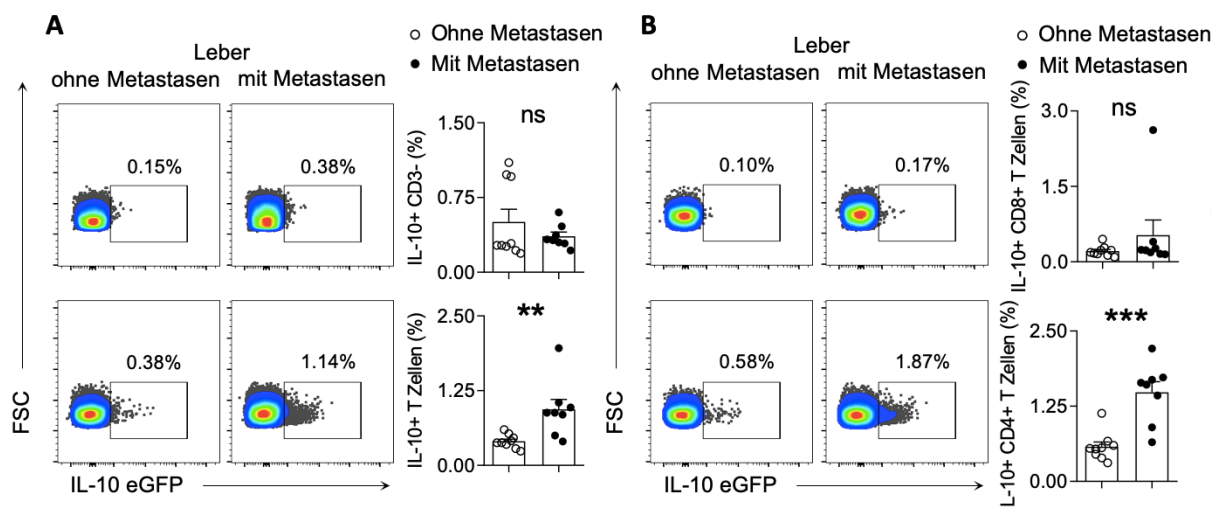 A
Leber
ohne Metastasen mit Metastasen
Ohne Metastasen
Mit Metastasen
FSC
0.15%
0.38%
IL-10+ CD3- (%)
1.50
0.75
0.00
ns
0.38%
1.14%
IL-10+ T Zellen (%)
2.50
1.25
0.00
**
IL-10 eGFP
B
Leber
ohne Metastasen mit Metastasen
Ohne Metastasen
Mit Metastasen
FSC
0.10%
0.17%
IL-10+ CD8+ T Zellen (%)
3.0
1.5
0.0
ns
0.58%
1.87%
L-10+ CD4+ T Zellen (%)
2.50
1.25
0.00
***
IL-10 eGFP